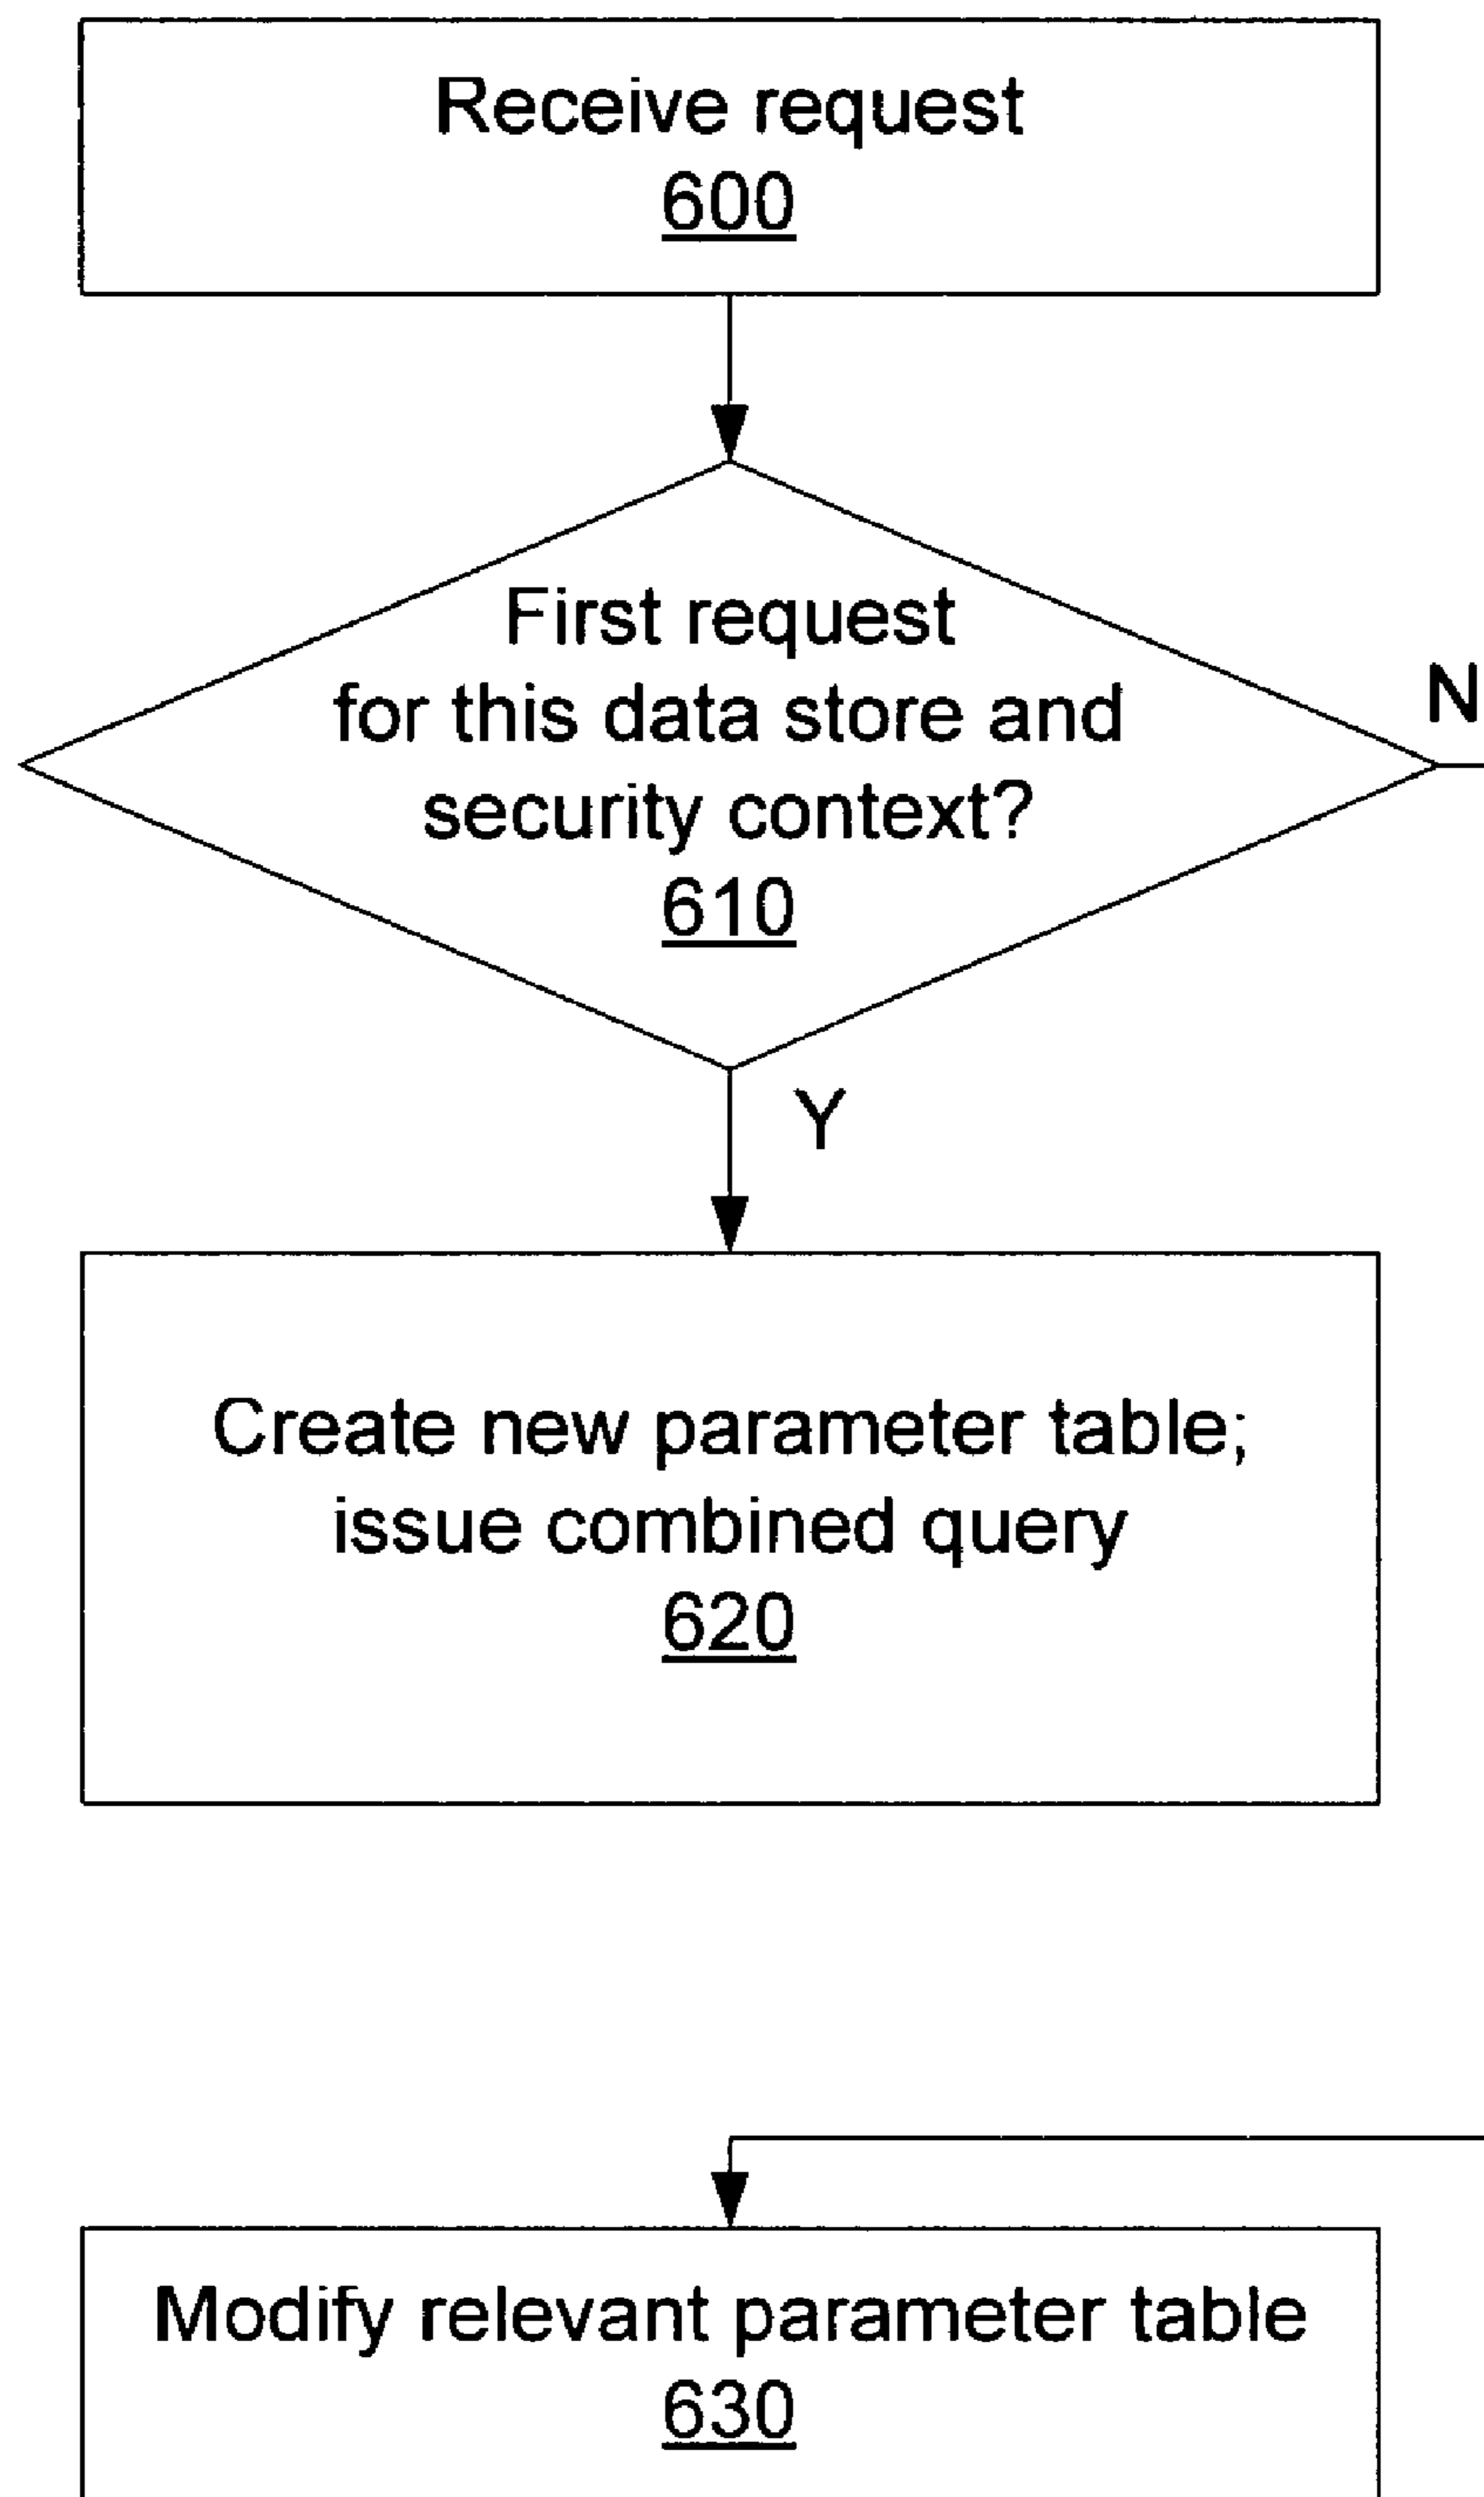 Receive request
600
First request
for this data store and
security context?
610
N
Y
Create new parameter table;
issue combined query
620
Modify relevant parameter table
630